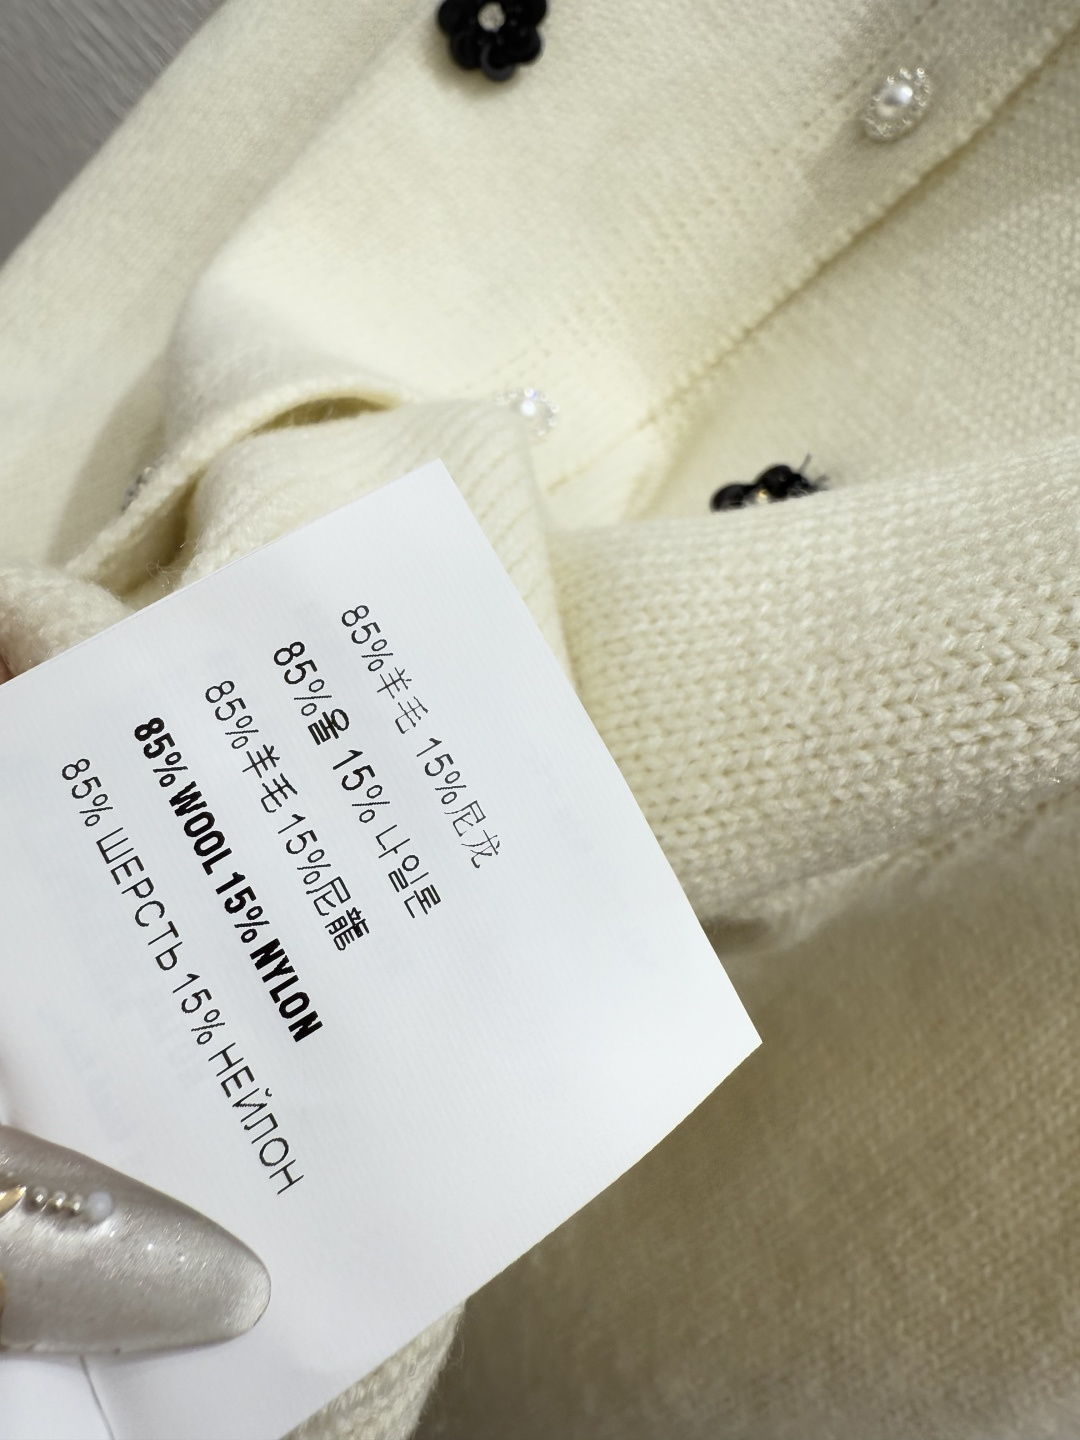 85%羊毛 15%尼龙
85%울 15% 나일론
85%羊毛 15%尼龍
85% WOOL 15% NYLON
85% ШЕРСТЬ 15% НЕЙЛОН